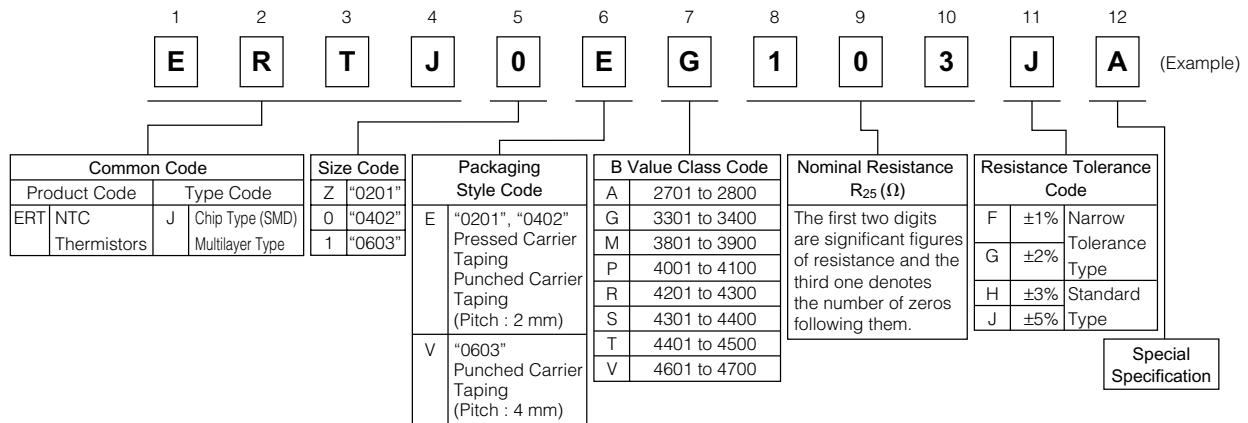 1 2 3 4 5 6 7 8 9 10 11 12
E R T J 0 E G 1 0 3 J A (Example)
Common Code
Product Code Type Code
ERT NTC Thermistors J Chip Type (SMD) Multilayer Type
Size Code
Z "0201"
0 "0402"
1 "0603"
Packaging
Style Code
E "0201", "0402"
Pressed Carrier
Taping
Punched Carrier
Taping
(Pitch : 2 mm)
V "0603"
Punched Carrier
Taping
(Pitch : 4 mm)
B Value Class Code
A 2701 to 2800
G 3301 to 3400
M 3801 to 3900
P 4001 to 4100
R 4201 to 4300
S 4301 to 4400
T 4401 to 4500
V 4601 to 4700
Nominal Resistance
R25 (Ω)
The first two digits
are significant figures
of resistance and the
third one denotes
the number of zeros
following them.
Resistance Tolerance
Code
F ±1% Narrow
Tolerance
G ±2% Type
H ±3% Standard
J ±5% Type
Special
Specification